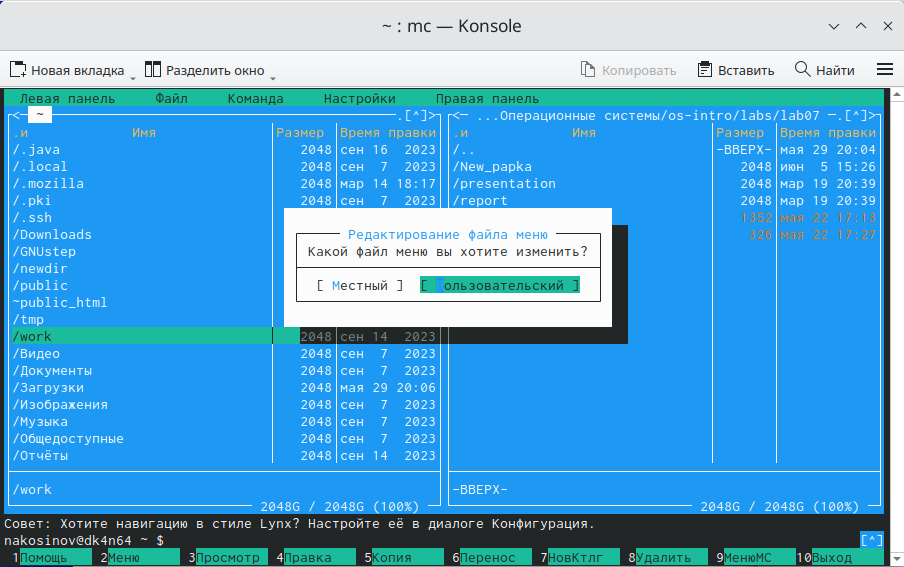 ~ : mc — Konsole
Новая вкладка Разделить окно Копировать Вставить Найти
Левая панель Файл Команда Настройки Правая панель
<─ ~ .[^]> <─ ...Операционные системы/os-intro/labs/lab07 ─.[^]>
.и Имя Размер Время правки .и Имя Размер Время правки
/.java 2048 сен 16 2023 /.. -ВВЕРХ- мая 29 20:04
/.local 2048 сен 7 2023 /New_papka 2048 июн 5 15:26
/.mozilla 2048 мар 14 18:17 /presentation 2048 мар 19 20:39
/.pki 2048 сен 7 2023 /report 2048 мар 19 20:39
/.ssh 1352 мая 22 17:13
/Downloads 326 мая 22 17:27
/GNUstep
/newdir
/public
~public_html
/tmp
Редактирование файла меню
Какой файл меню вы хотите изменить?
[ Местный ] [ Пользовательский ]
/work 2048 сен 14 2023
/Видео 2048 сен 7 2023
/Документы 2048 сен 7 2023
/Загрузки 2048 мая 29 20:06
/Изображения 2048 сен 7 2023
/Музыка 2048 сен 7 2023
/Общедоступные 2048 сен 7 2023
/Отчёты 2048 сен 14 2023
/work -ВВЕРХ-
2048G / 2048G (100%) 2048G / 2048G (100%)
Совет: Хотите навигацию в стиле Lynx? Настройте её в диалоге Конфигурация.
nakosinov@dk4n64 ~ $ [^]
1Помощь 2Меню 3Просмотр 4Правка 5Копия 6Перенос 7НовКтлг 8Удалить 9МенюМС 10Выход